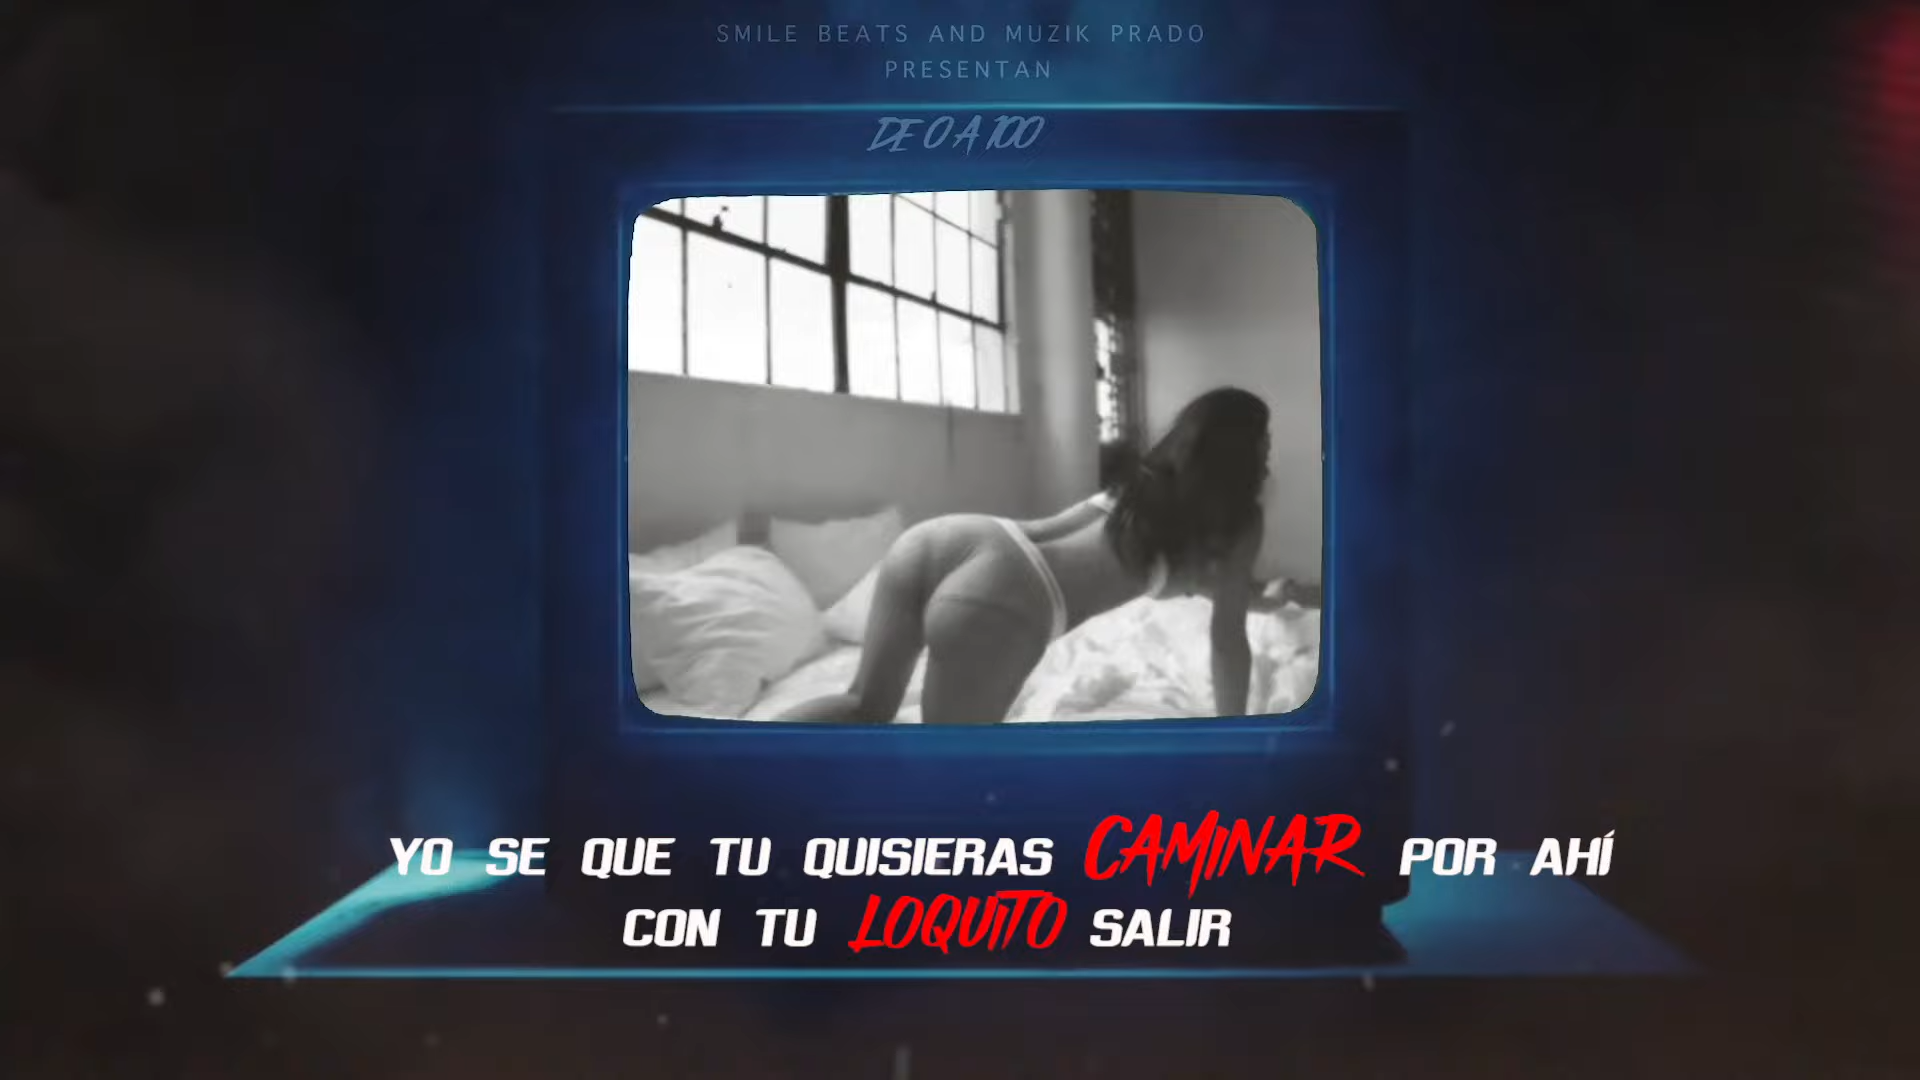 SMILE BEATS AND MUZIK PRADO
PRESENTAN
DE 0 A 100
YO SE QUE TU QUISIERAS CAMINAR POR AHÍ
CON TU LOQUITO SALIR